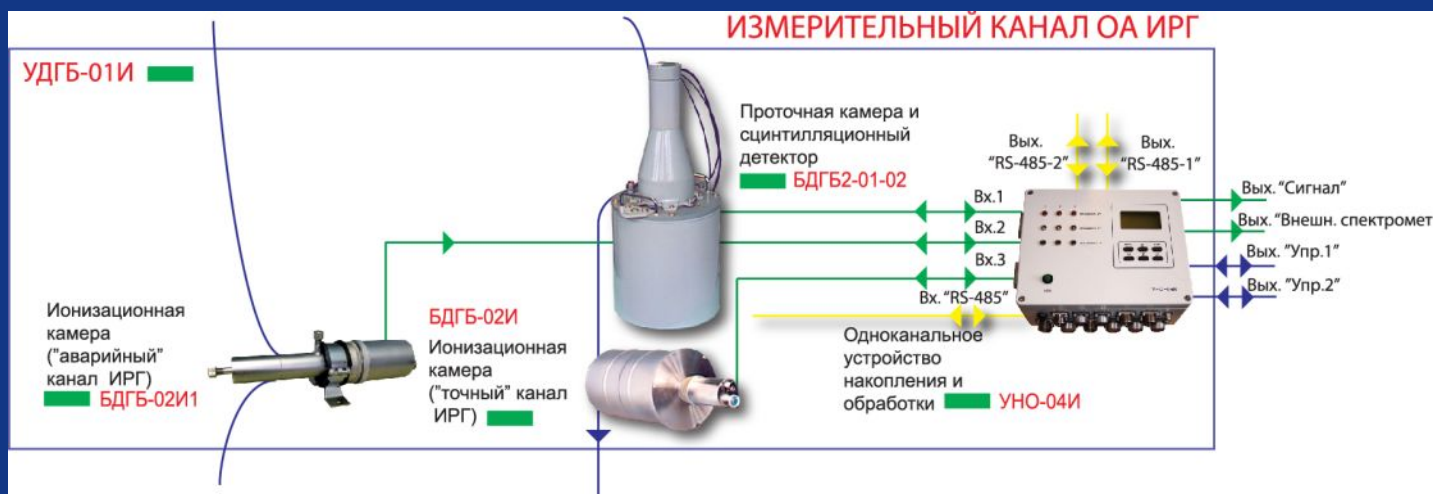 ИЗМЕРИТЕЛЬНЫЙ КАНАЛ ОА ИРГ
УДГБ-01И
Проточная камера и
сцинтилляционный
детектор
БДГБ2-01-02
Вых.
"RS-485-2"
Вых.
"RS-485-1"
Вых. "Сигнал"
Вых. "Внешн. спектромет
Вых. "Упр.1"
Вых. "Упр.2"
Вх.1
Вх.2
Вх.3
Вх. "RS-485"
Ионизационная
камера
("аварийный"
канал ИРГ)
БДГБ-02И1
БДГБ-02И
Ионизационная
камера
("точный" канал
ИРГ)
Одноканальное
устройство
накопления и
обработки
УНО-04И